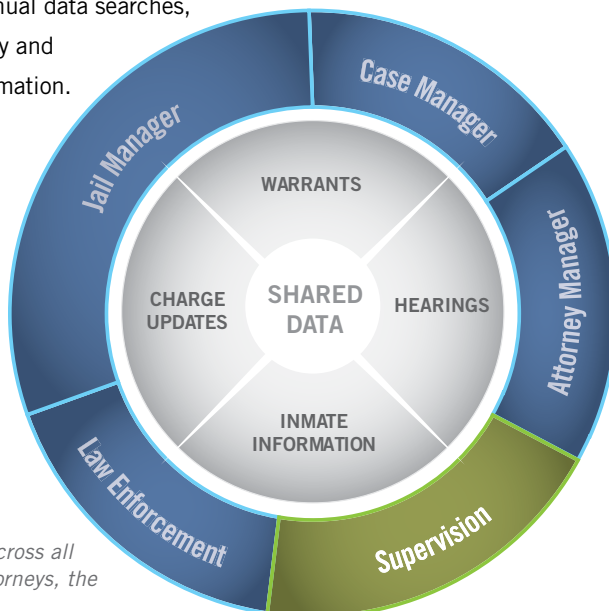 nual data searches,
y and
mation.
Case Manager
Jail Manager
WARRANTS
Attorney Manager
CHARGE
UPDATES
SHARED
DATA
HEARINGS
INMATE
INFORMATION
Law Enforcement
Supervision
cross all
orneys, the